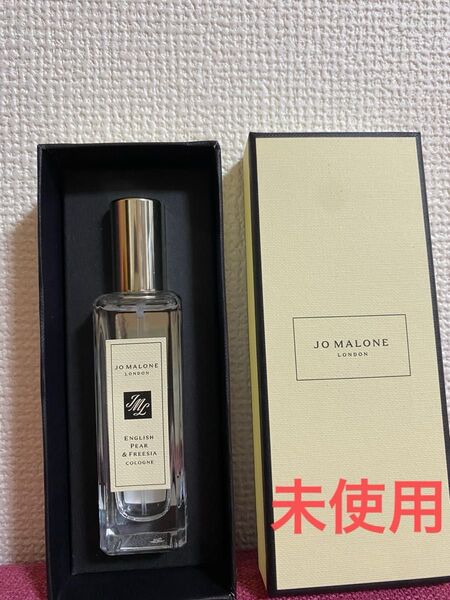 JO MALONE
LONDON
JML
ENGLISH
PEAR
& FREESIA
COLOGNE
JO MALONE
LONDON
未使用